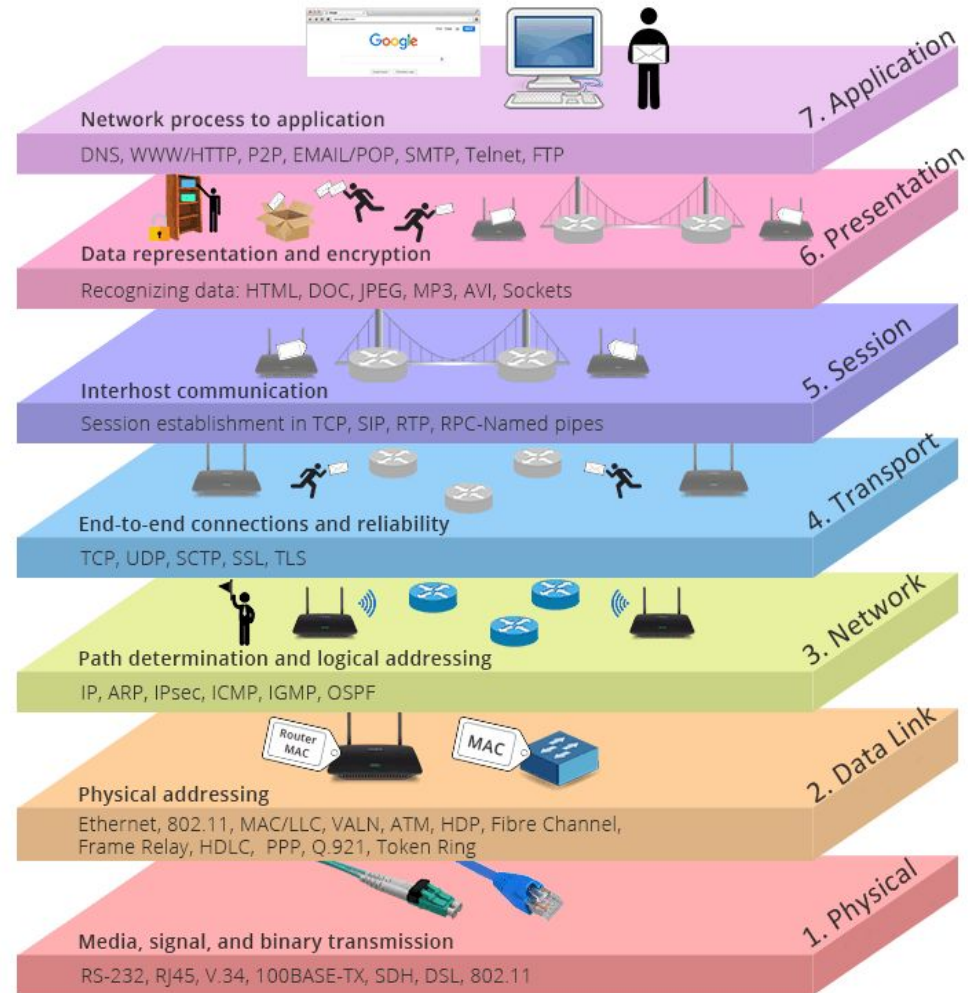 Google
7. Application
Network process to application
DNS, WWW/HTTP, P2P, EMAIL/POP, SMTP, Telnet, FTP
6. Presentation
Data representation and encryption
Recognizing data: HTML, DOC, JPEG, MP3, AVI, Sockets
5. Session
Interhost communication
Session establishment in TCP, SIP, RTP, RPC-Named pipes
4. Transport
End-to-end connections and reliability
TCP, UDP, SCTP, SSL, TLS
3. Network
Path determination and logical addressing
IP, ARP, IPsec, ICMP, IGMP, OSPF
Router
MAC
MAC
2. Data Link
Physical addressing
Ethernet, 802.11, MAC/LLC, VALN, ATM, HDP, Fibre Channel,
Frame Relay, HDLC, PPP, Q.921, Token Ring
1. Physical
Media, signal, and binary transmission
RS-232, RJ45, V.34, 100BASE-TX, SDH, DSL, 802.11